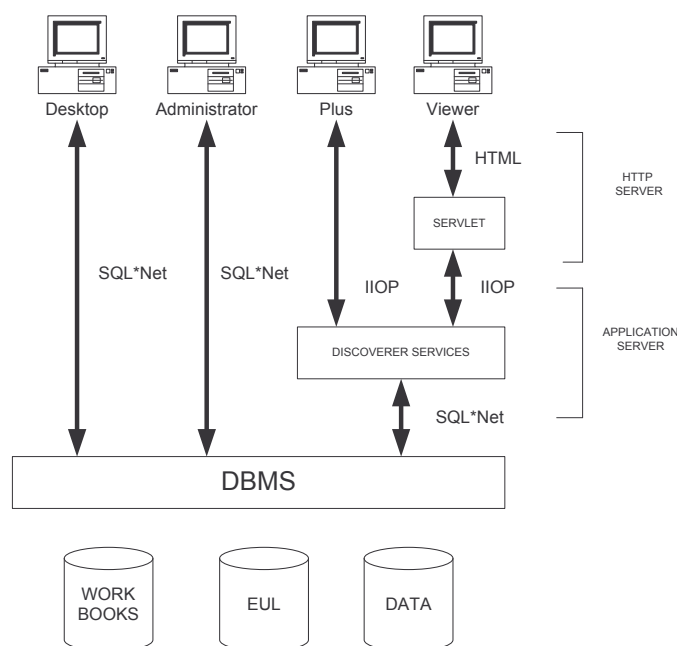 Desktop
Administrator
Plus
Viewer
HTML
HTTP
SERVER
SERVLET
SQL*Net
SQL*Net
IIOP
IIOP
APPLICATION
SERVER
DISCOVERER SERVICES
SQL*Net
DBMS
WORK
BOOKS
EUL
DATA